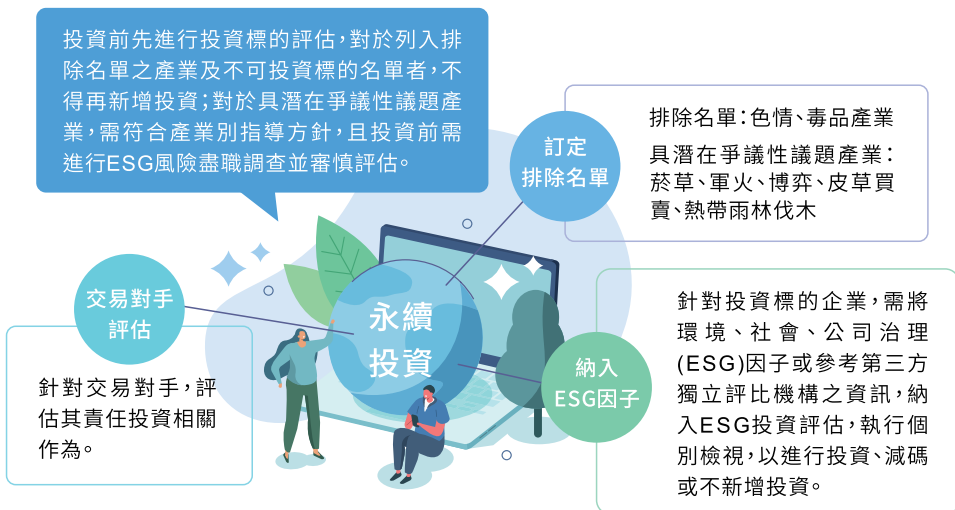 投資前先進行投資標的評估，對於列入排
除名單之產業及不可投資標的名單者，不
得再新增投資；對於具潛在爭議性議題產
業，需符合產業別指導方針，且投資前需
進行ESG風險盡職調查並審慎評估。
訂定
排除名單
排除名單：色情、毒品產業
具潛在爭議性議題產業：
菸草、軍火、博弈、皮草買
賣、熱帶雨林伐木
交易對手
評估
針對交易對手，評
估其責任投資相關
作為。
永續
投資
納入
ESG因子
針對投資標的企業，需將
環境、社會、公司治理
(ESG)因子或參考第三方
獨立評比機構之資訊，納
入ESG投資評估，執行個
別檢視，以進行投資、減碼
或不新增投資。